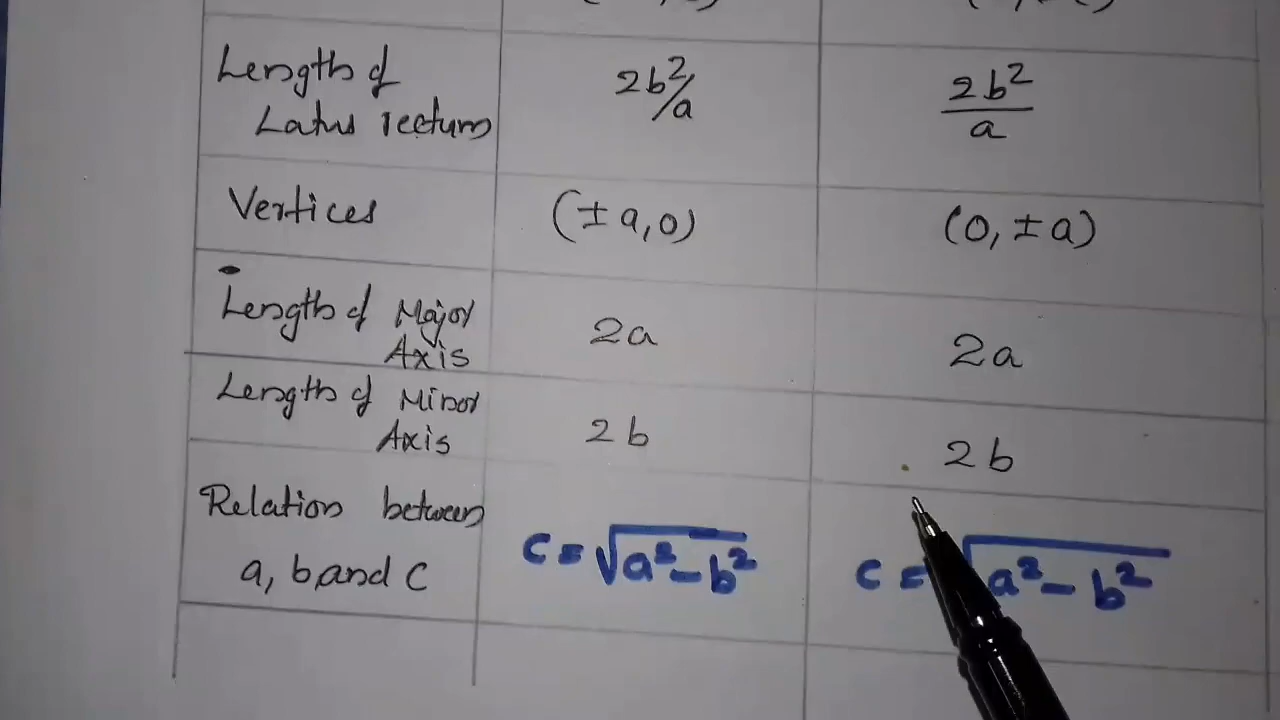 Length of
Latus rectum
2b²/a
2b²/a
Vertices
(±a,0)
(0,±a)
Length of Major
Axis
2a
2a
Length of Minor
Axis
2b
2b
Relation between
a, b and c
c=√a²-b²
c=√a²-b²